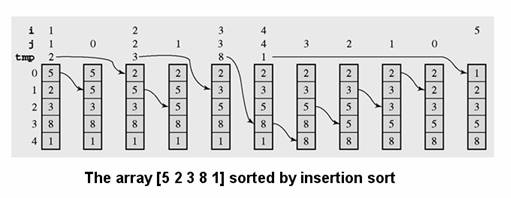 i 1 2 3 4 5
j 1 0 2 1 3 4 3 2 1 0
tmp 2 3 8 1
0 5 5 2 2 2 2 2 2 2 2 1
1 2 5 5 5 3 3 3 3 3 2 2
2 3 3 3 5 5 5 5 5 3 3 3
3 8 8 8 8 8 8 8 5 5 5 5
4 1 1 1 1 1 1 8 8 8 8 8
The array [5 2 3 8 1] sorted by insertion sort